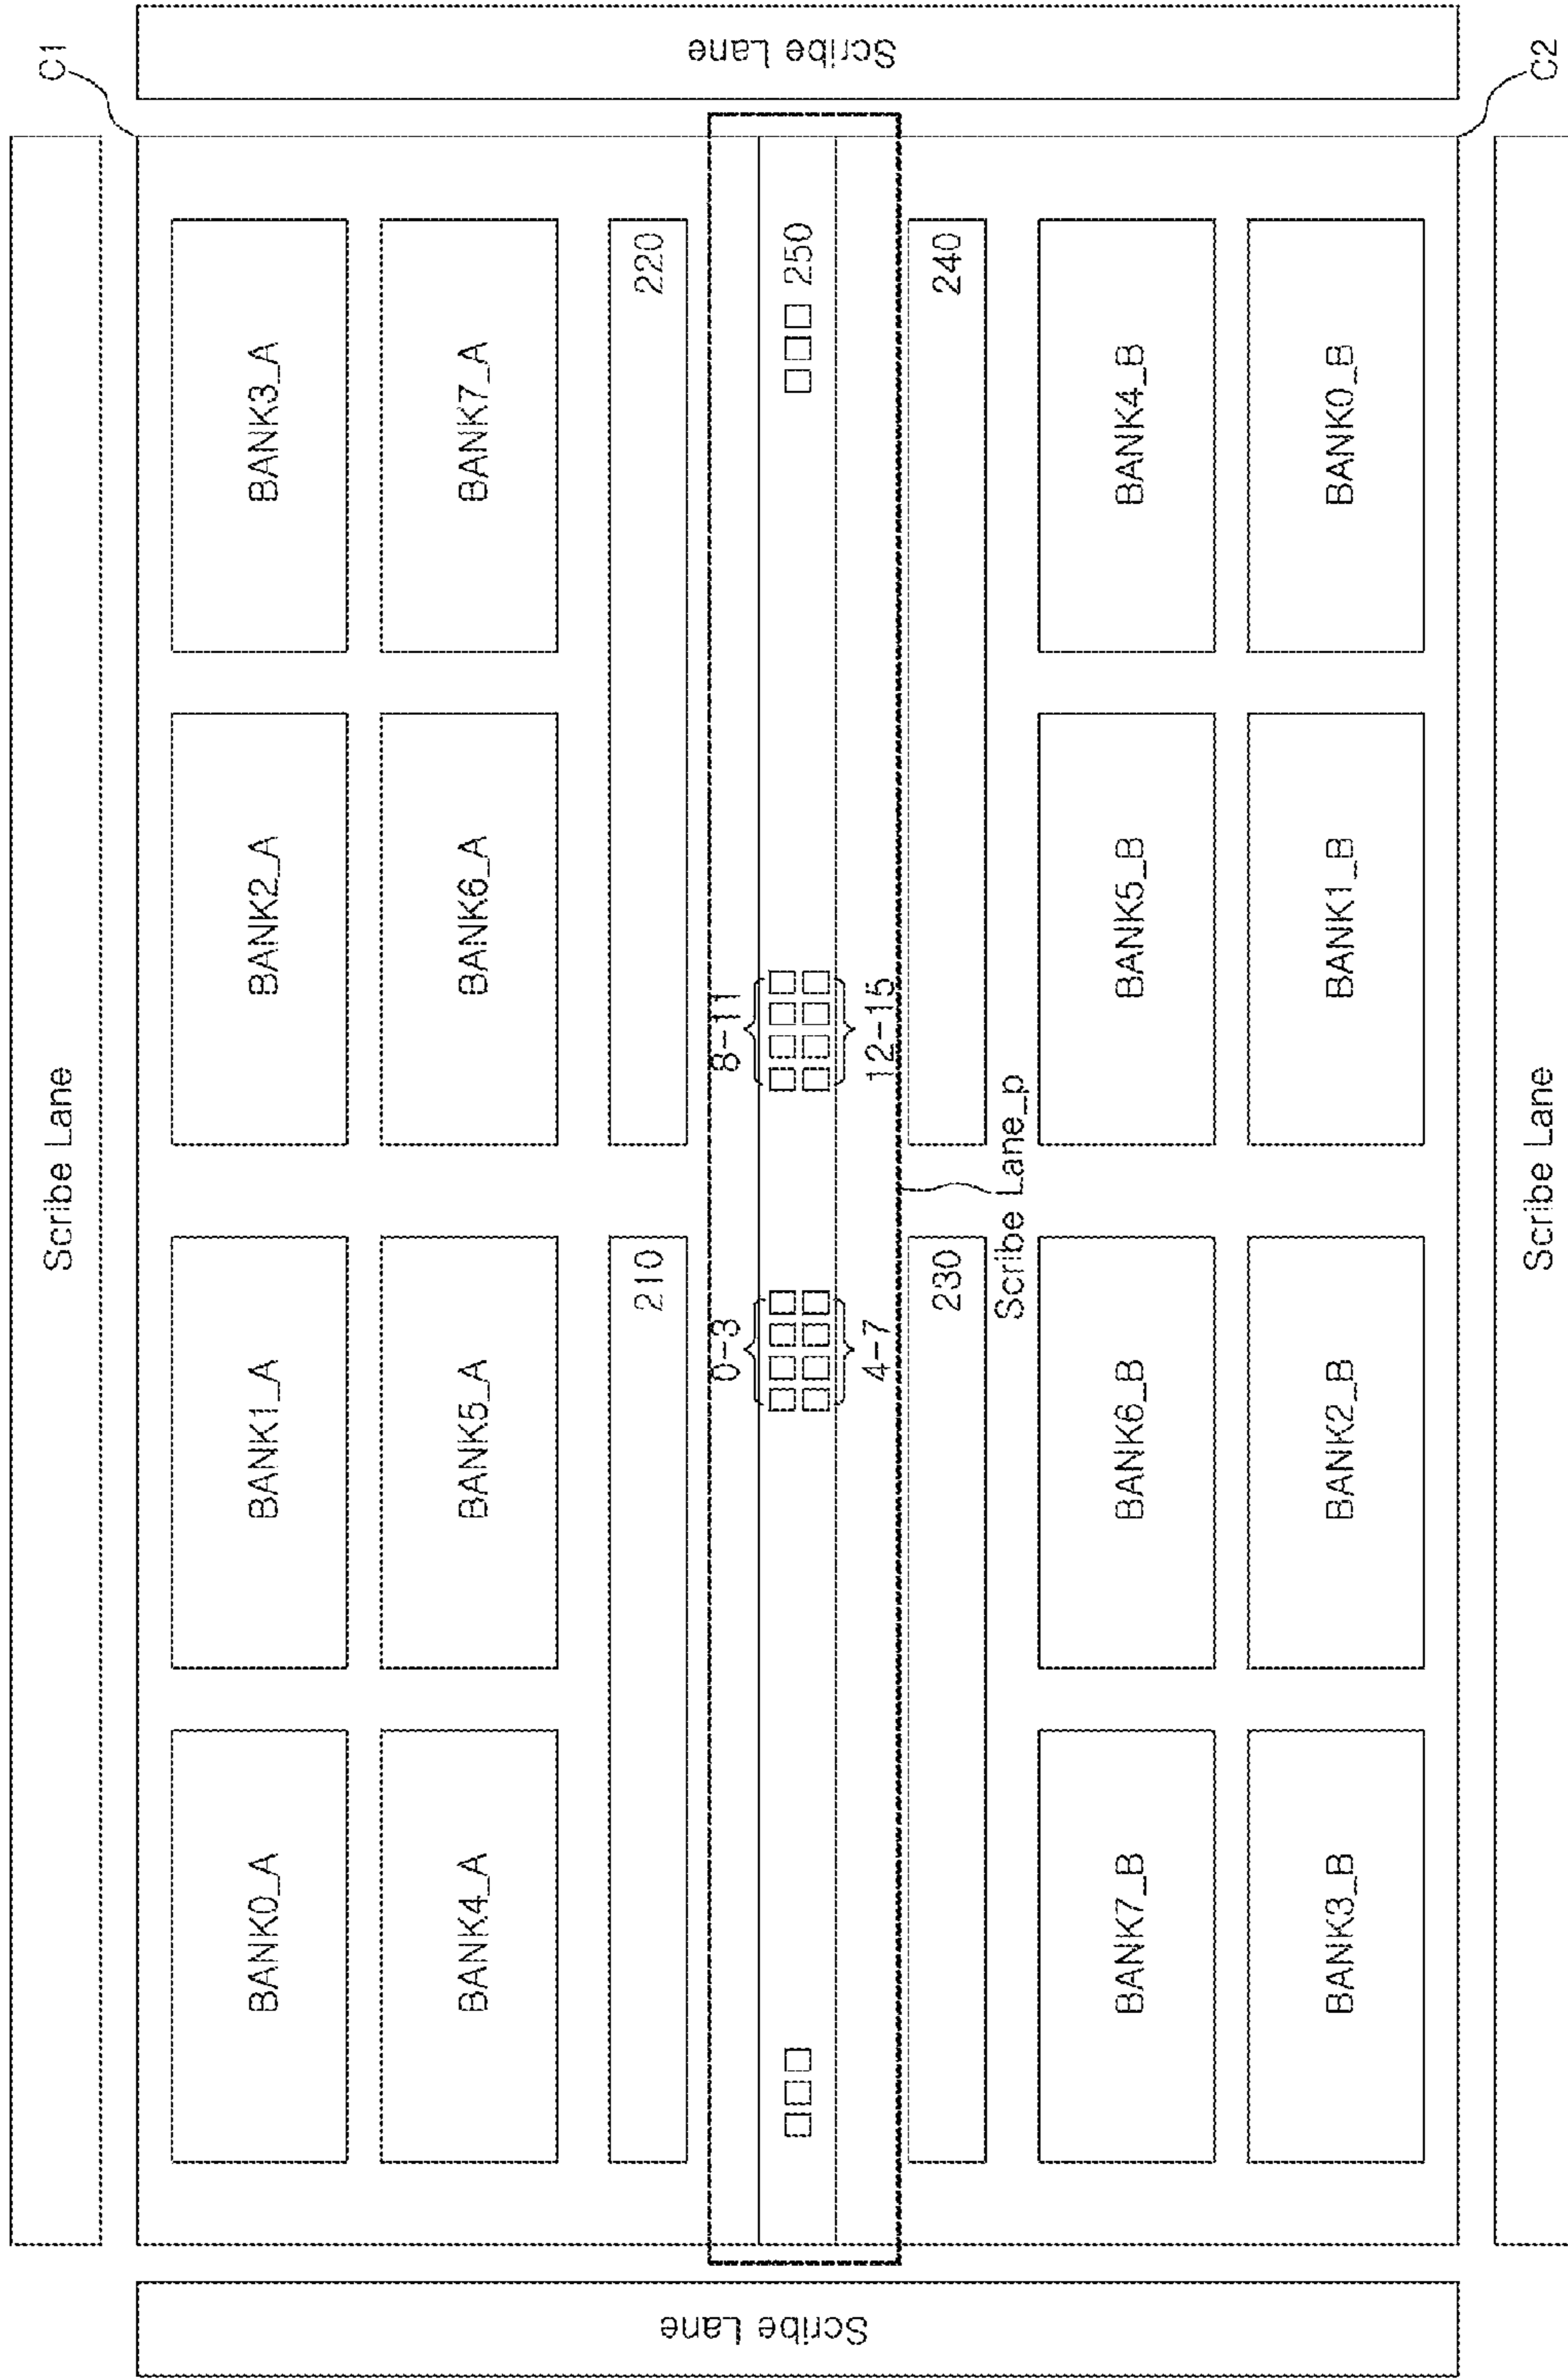 Scribe Lane
C1
BANK0_A
BANK1_A
BANK2_A
BANK3_A
BANK4_A
BANK5_A
BANK6_A
BANK7_A
210
220
0-3
8-11
Scribe Lane
250
Scribe Lane
4-7
12-15
230
240
Scribe Lane_p
BANK7_B
BANK6_B
BANK5_B
BANK4_B
BANK3_B
BANK2_B
BANK1_B
BANK0_B
Scribe Lane
C2